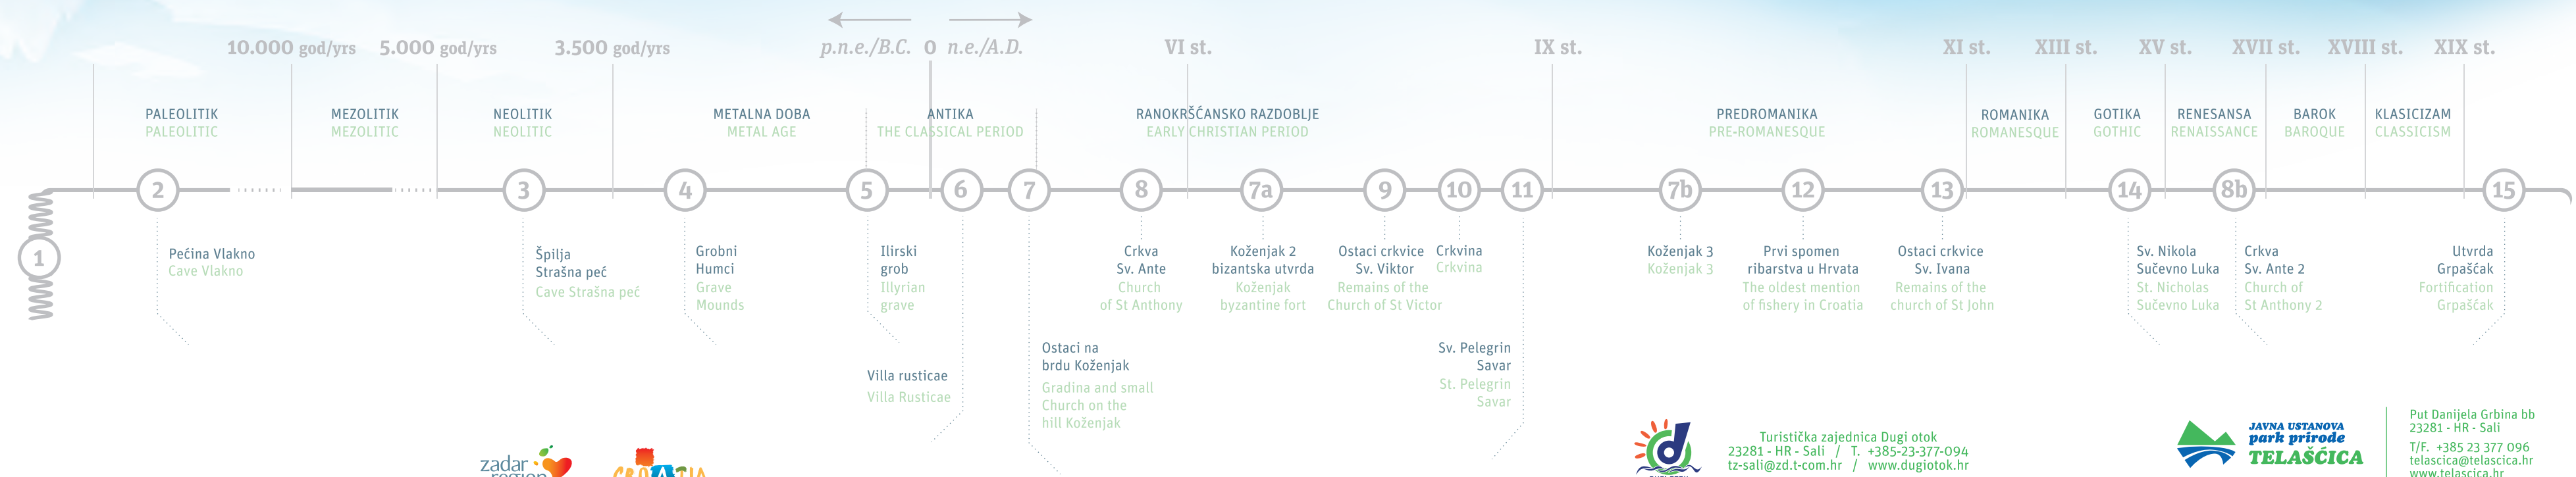 p.n.e./B.C. 0 n.e./A.D.
10.000 god/yrs
5.000 god/yrs
3.500 god/yrs
VI st.
IX st.
XI st.
XIII st.
XV st.
XVII st.
XVIII st.
XIX st.
PALEOLITIK
PALEOLITIC
MEZOLITIK
MEZOLITIC
NEOLITIK
NEOLITIC
METALNA DOBA
METAL AGE
ANTIKA
THE CLASSICAL PERIOD
RANOKRŠĆANSKO RAZDOBLJE
EARLY CHRISTIAN PERIOD
PREDROMANIKA
PRE-ROMANESQUE
ROMANIKA
ROMANESQUE
GOTIKA
GOTHIC
RENESANSA
RENAISSANCE
BAROK
BAROQUE
KLASICIZAM
CLASSICISM
1
2
Pećina Vlakno
Cave Vlakno
3
Špilja
Strašna peć
Cave Strašna peć
4
Grobni
Humci
Grave
Mounds
5
Ilirski
grob
Illyrian
grave
6
Villa rusticae
Villa Rusticae
7
Ostaci na
brdu Koženjak
Gradina and small
Church on the
hill Koženjak
8
Crkva
Sv. Ante
Church
of St Anthony
7a
Koženjak 2
bizantska utvrda
Koženjak
byzantine fort
9
Ostaci crkvice
Sv. Viktor
Remains of the
Church of St Victor
10
Crkvina
Crkvina
11
Sv. Pelegrin
Savar
St. Pelegrin
Savar
7b
Koženjak 3
Koženjak 3
12
Prvi spomen
ribarstva u Hrvata
The oldest mention
of fishery in Croatia
13
Ostaci crkvice
Sv. Ivana
Remains of the
church of St John
14
Sv. Nikola
Sućevno Luka
St. Nicholas
Sućevno Luka
8b
Crkva
Sv. Ante 2
Church of
St Anthony 2
15
Utvrda
Grpašćak
Fortification
Grpašćak
zadar
region
CROATIA
d
Turistička zajednica Dugi otok
23281 - HR - Sali / T. +385-23-377-094
tz-sali@zd.t-com.hr / www.dugiotok.hr
JAVNA USTANOVA
park prirode
TELAŠĆICA
Put Danijela Grbina bb
23281 - HR - Sali
T/F. +385 23 377 096
telascica@telascica.hr
www.telascica.hr